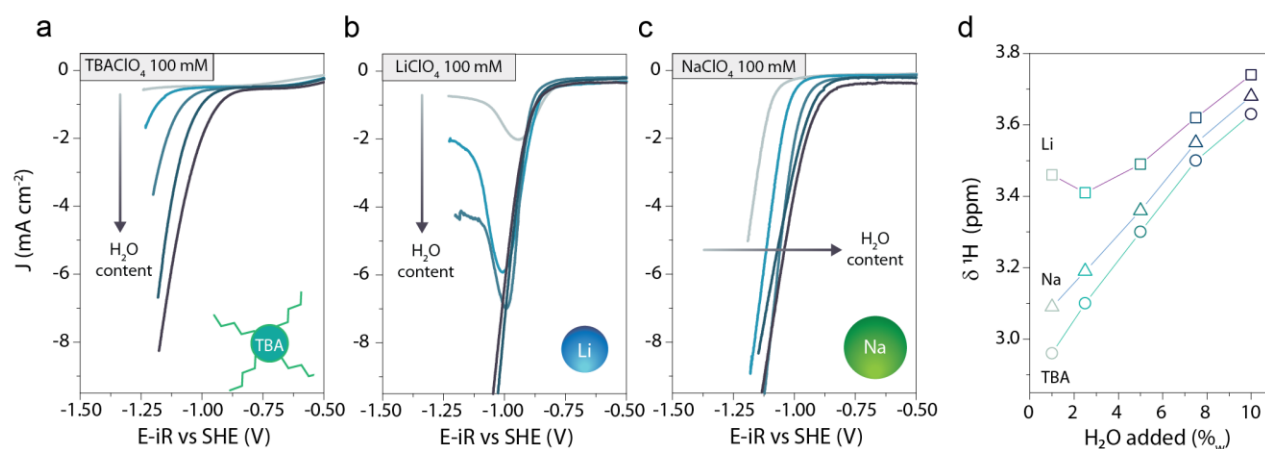 a
TBAClO₄ 100 mM
0
-2
-4
-6
-8
J (mA cm⁻²)
H₂O
content
TBA
-1.50
-1.25
-1.00
-0.75
-0.50
E-iR vs SHE (V)
b
LiClO₄ 100 mM
0
-2
-4
-6
-8
H₂O
content
Li
-1.50
-1.25
-1.00
-0.75
-0.50
E-iR vs SHE (V)
c
NaClO₄ 100 mM
0
-2
-4
-6
-8
H₂O
content
Na
-1.50
-1.25
-1.00
-0.75
-0.50
E-iR vs SHE (V)
d
3.8
3.6
3.4
3.2
3.0
δ ¹H (ppm)
Li
Na
TBA
0
2
4
6
8
10
H₂O added (%w)